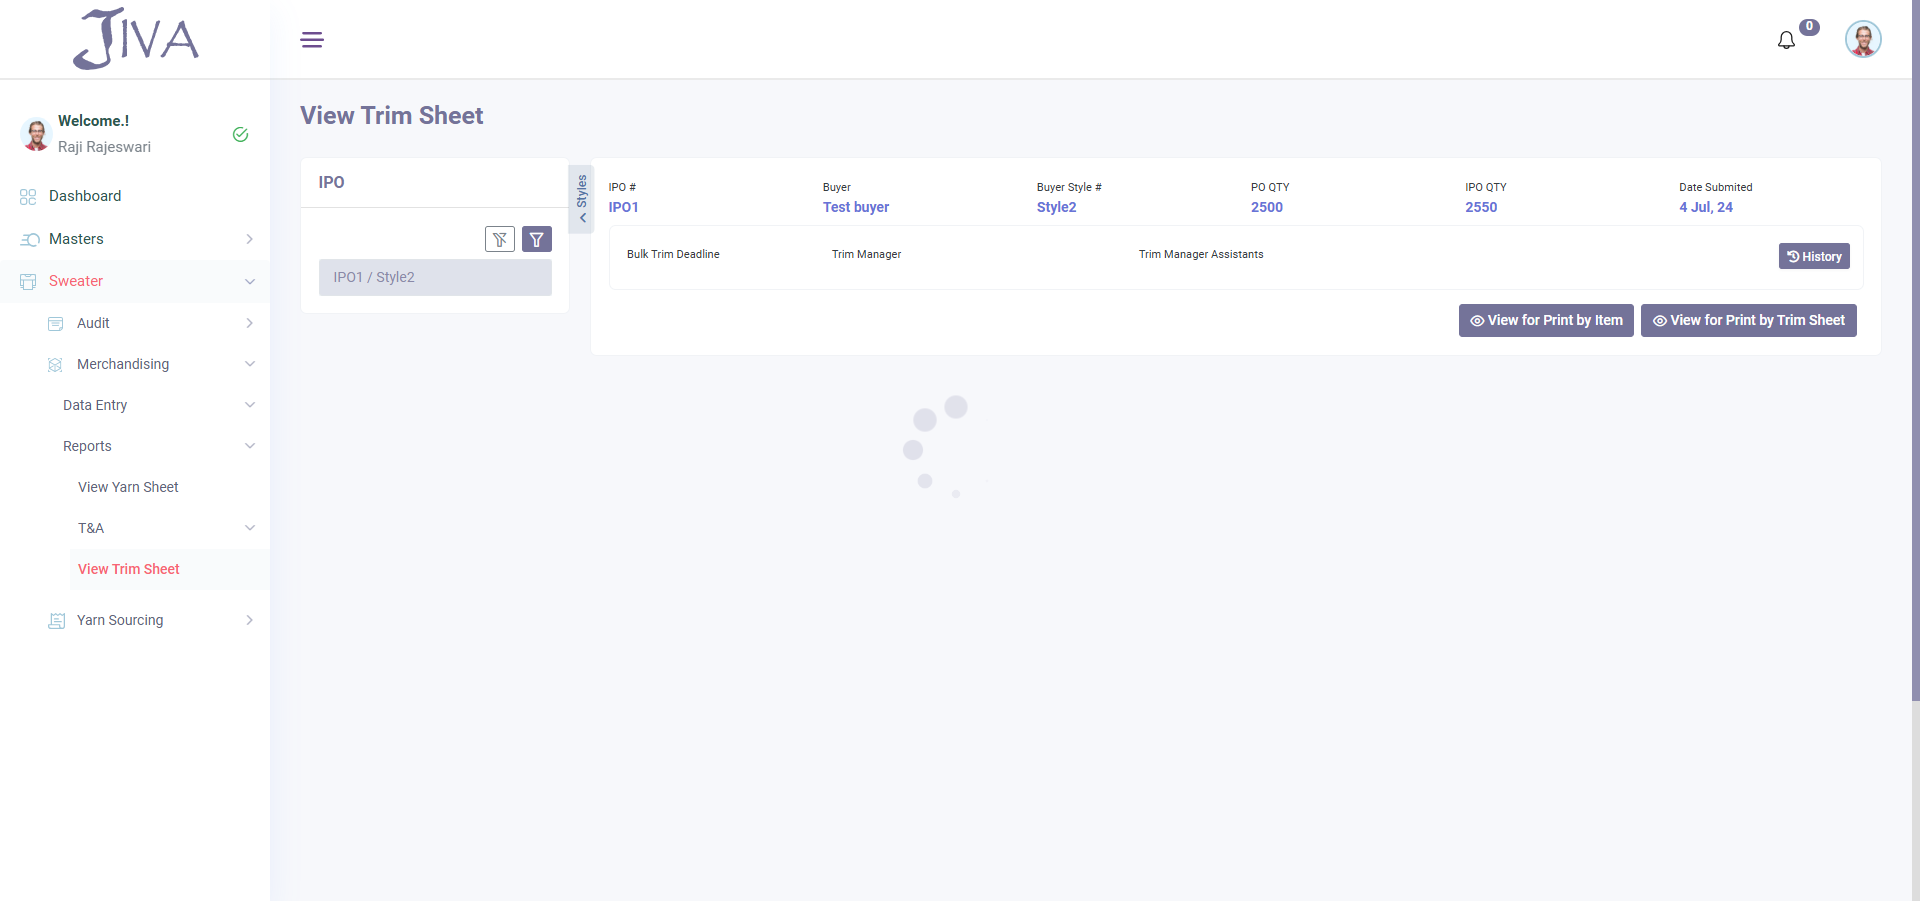 JIVA
0
Welcome.!
Raji Rajeswari
Dashboard
Masters
Sweater
Audit
Merchandising
Data Entry
Reports
View Yarn Sheet
T&A
View Trim Sheet
Yarn Sourcing
View Trim Sheet
IPO
IPO1 / Style2
Styles
IPO # Buyer Buyer Style # PO QTY IPO QTY Date Submited
IPO1 Test buyer Style2 2500 2550 4 Jul, 24
Bulk Trim Deadline Trim Manager Trim Manager Assistants History
View for Print by Item View for Print by Trim Sheet